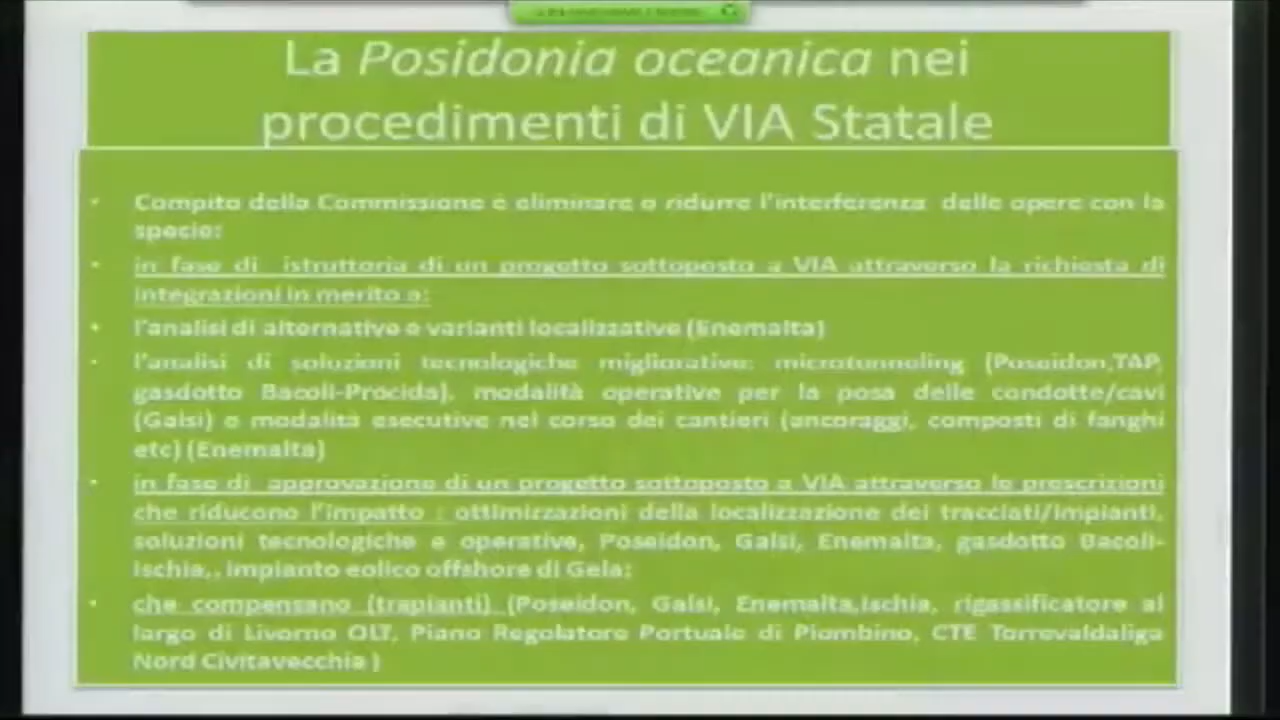 La Posidonia oceanica nei
procedimenti di VIA Statale
• Compito della Commissione è eliminare o ridurre l'interferenza delle opere con la
specie:
• in fase di istruttoria di un progetto sottoposto a VIA attraverso la richiesta di
integrazioni in merito a:
• l'analisi di alternative e varianti localizzative (Enemalta)
• l'analisi di soluzioni tecnologiche migliorative: microtunneling (Poseidon,TAP,
gasdotto Bacoli-Procida), modalità operative per la posa delle condotte/cavi
(Galsi) e modalità esecutive nel corso dei cantieri (ancoraggi, composti di fanghi
etc) (Enemalta)
• in fase di approvazione di un progetto sottoposto a VIA attraverso le prescrizioni
che riducono l'impatto : ottimizzazioni della localizzazione dei tracciati/impianti,
soluzioni tecnologiche e operative, Poseidon, Galsi, Enemalta, gasdotto Bacoli-
Ischia,, impianto eolico offshore di Gela;
• che compensano (trapianti) (Poseidon, Galsi, Enemalta,Ischia, rigassificatore al
largo di Livorno OLT, Piano Regolatore Portuale di Piombino, CTE Torrevaldaliga
Nord Civitavecchia )